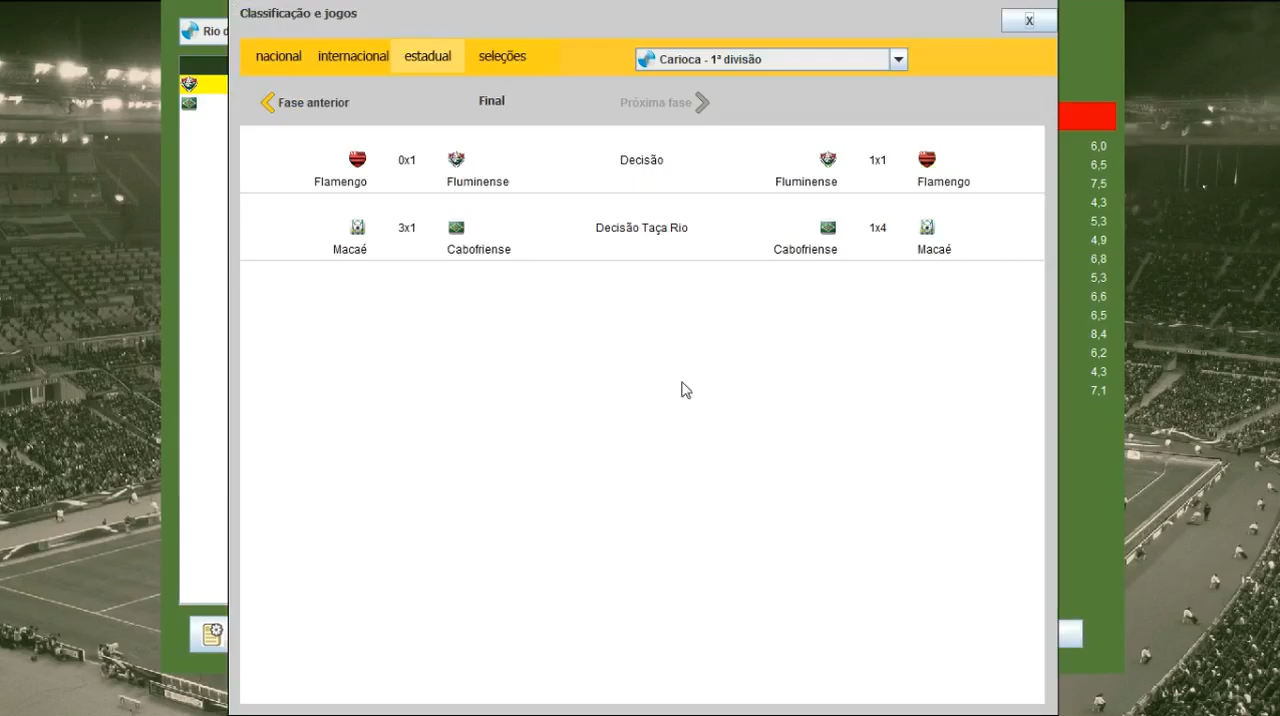 Classificação e jogos
X
Rio d
nacional internacional estadual seleções Carioca - 1ª divisão
Fase anterior Final Próxima fase
0x1 Decisão 1x1
Flamengo Fluminense Fluminense Flamengo
3x1 Decisão Taça Rio 1x4
Macaé Cabofriense Cabofriense Macaé
6,0
6,5
7,5
4,3
5,3
4,9
6,8
5,3
6,6
6,5
8,4
6,2
4,3
7,1